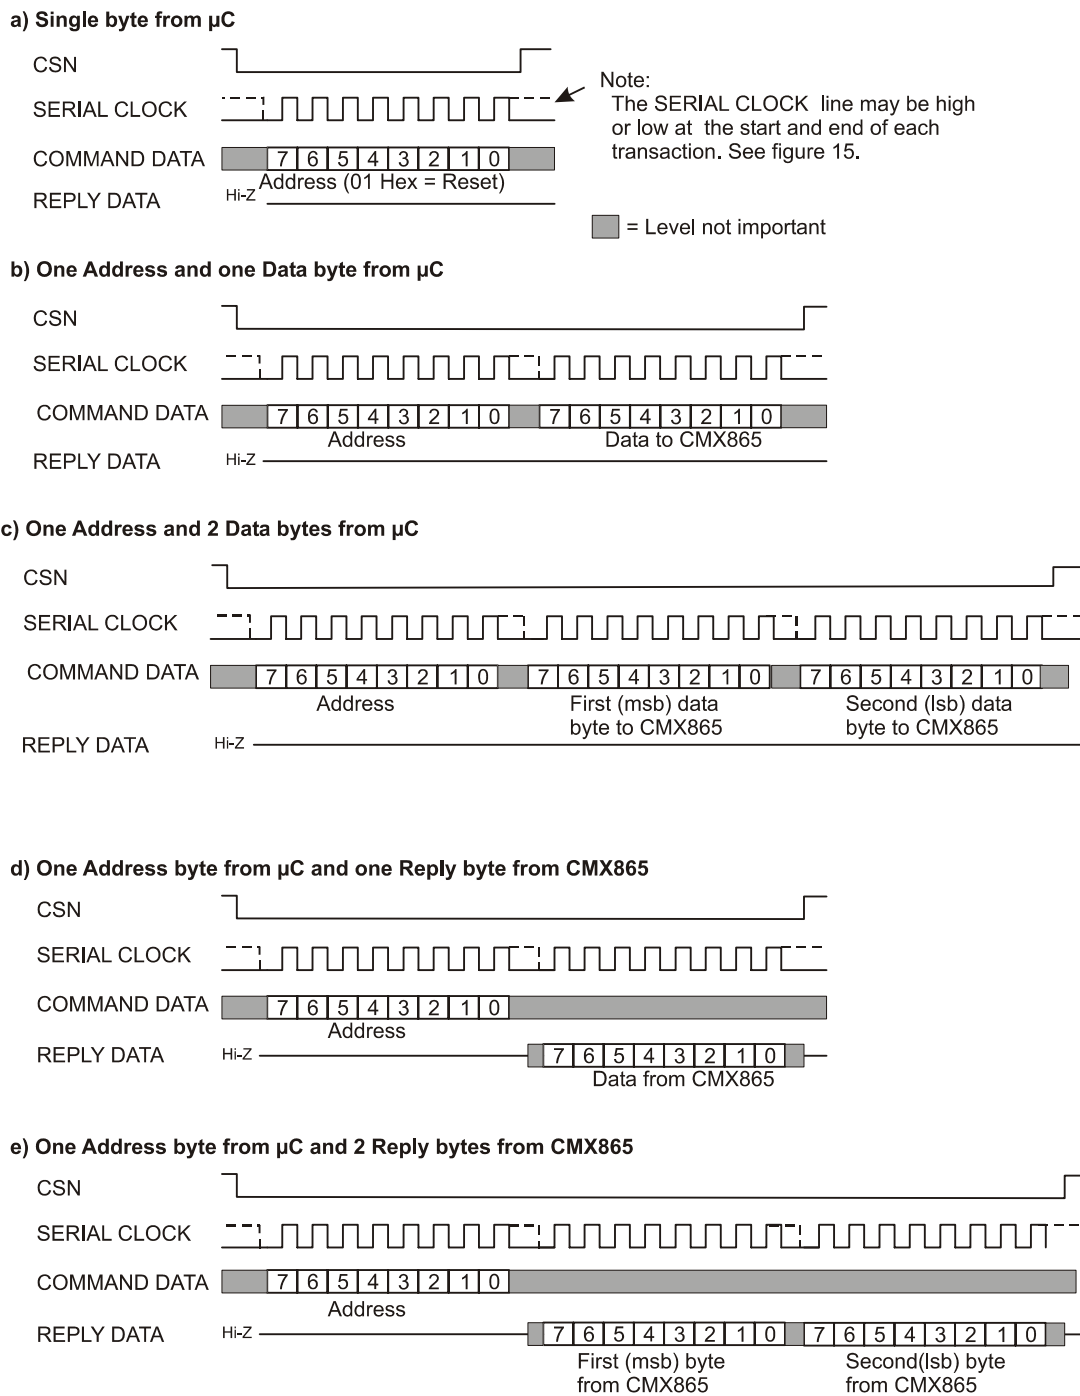 a) Single byte from µC
CSN
SERIAL CLOCK
Note:
The SERIAL CLOCK line may be high
or low at the start and end of each
transaction. See figure 15.
COMMAND DATA 7 6 5 4 3 2 1 0
Address (01 Hex = Reset)
REPLY DATA Hi-Z
= Level not important
b) One Address and one Data byte from µC
CSN
SERIAL CLOCK
COMMAND DATA 7 6 5 4 3 2 1 0 7 6 5 4 3 2 1 0
Address Data to CMX865
REPLY DATA Hi-Z
c) One Address and 2 Data bytes from µC
CSN
SERIAL CLOCK
COMMAND DATA 7 6 5 4 3 2 1 0 7 6 5 4 3 2 1 0 7 6 5 4 3 2 1 0
Address First (msb) data Second (lsb) data
byte to CMX865 byte to CMX865
REPLY DATA Hi-Z
d) One Address byte from µC and one Reply byte from CMX865
CSN
SERIAL CLOCK
COMMAND DATA 7 6 5 4 3 2 1 0
Address
REPLY DATA Hi-Z 7 6 5 4 3 2 1 0
Data from CMX865
e) One Address byte from µC and 2 Reply bytes from CMX865
CSN
SERIAL CLOCK
COMMAND DATA 7 6 5 4 3 2 1 0
Address
REPLY DATA Hi-Z 7 6 5 4 3 2 1 0 7 6 5 4 3 2 1 0
First (msb) byte Second(lsb) byte
from CMX865 from CMX865